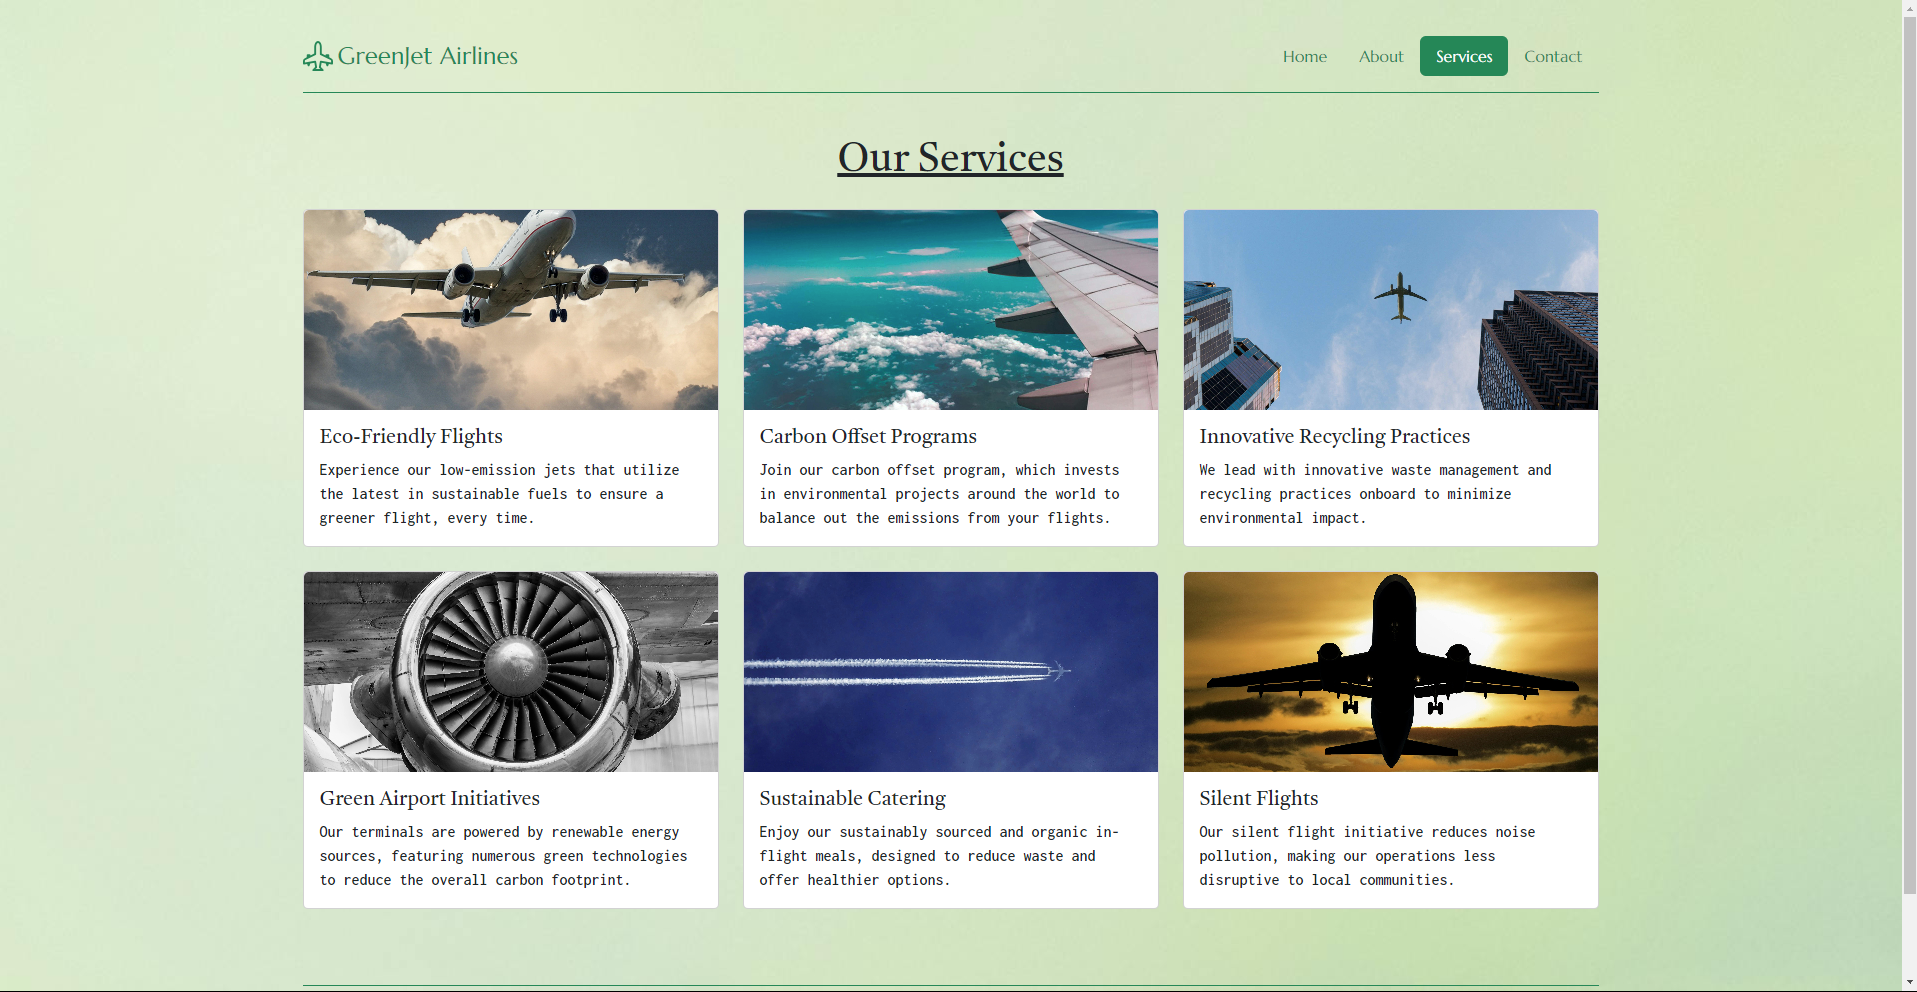 GreenJet Airlines
Home About Services Contact
Our Services
Eco-Friendly Flights
Experience our low-emission jets that utilize
the latest in sustainable fuels to ensure a
greener flight, every time.
Carbon Offset Programs
Join our carbon offset program, which invests
in environmental projects around the world to
balance out the emissions from your flights.
Innovative Recycling Practices
We lead with innovative waste management and
recycling practices onboard to minimize
environmental impact.
Green Airport Initiatives
Our terminals are powered by renewable energy
sources, featuring numerous green technologies
to reduce the overall carbon footprint.
Sustainable Catering
Enjoy our sustainably sourced and organic in-
flight meals, designed to reduce waste and
offer healthier options.
Silent Flights
Our silent flight initiative reduces noise
pollution, making our operations less
disruptive to local communities.